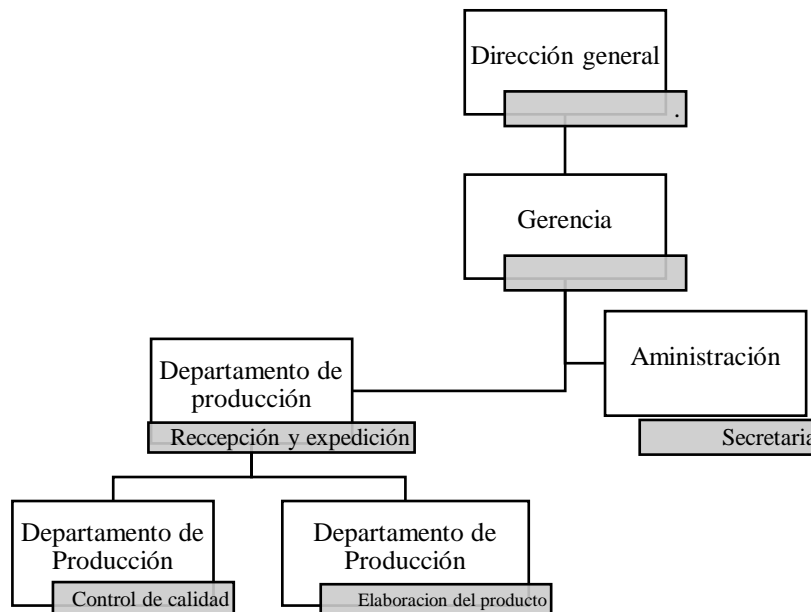 Dirección general
.
Gerencia
Aministración
Secretaria
Departamento de
producción
Reccepción y expedición
Departamento de
Producción
Control de calidad
Departamento de
Producción
Elaboracion del producto